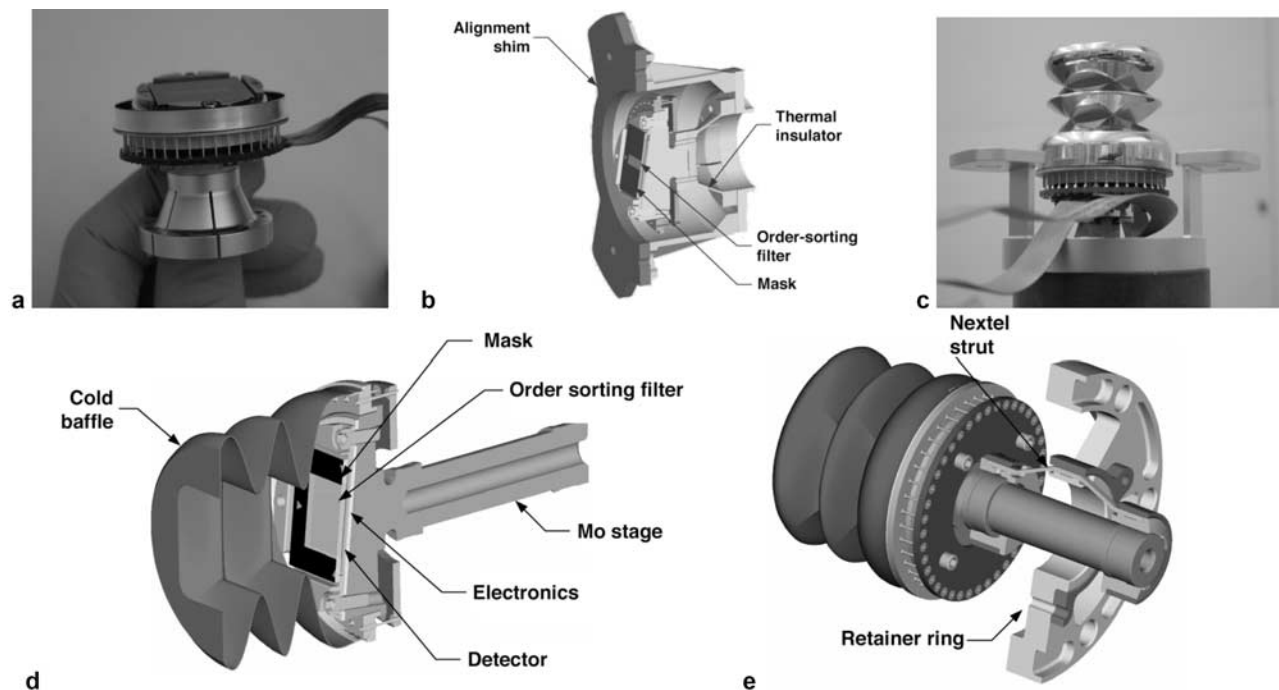 a
Alignment
shim
Thermal
insulator
Order-sorting
filter
Mask
b
c
Cold
baffle
Mask
Order sorting filter
Mo stage
Electronics
Detector
d
Nextel
strut
Retainer ring
e